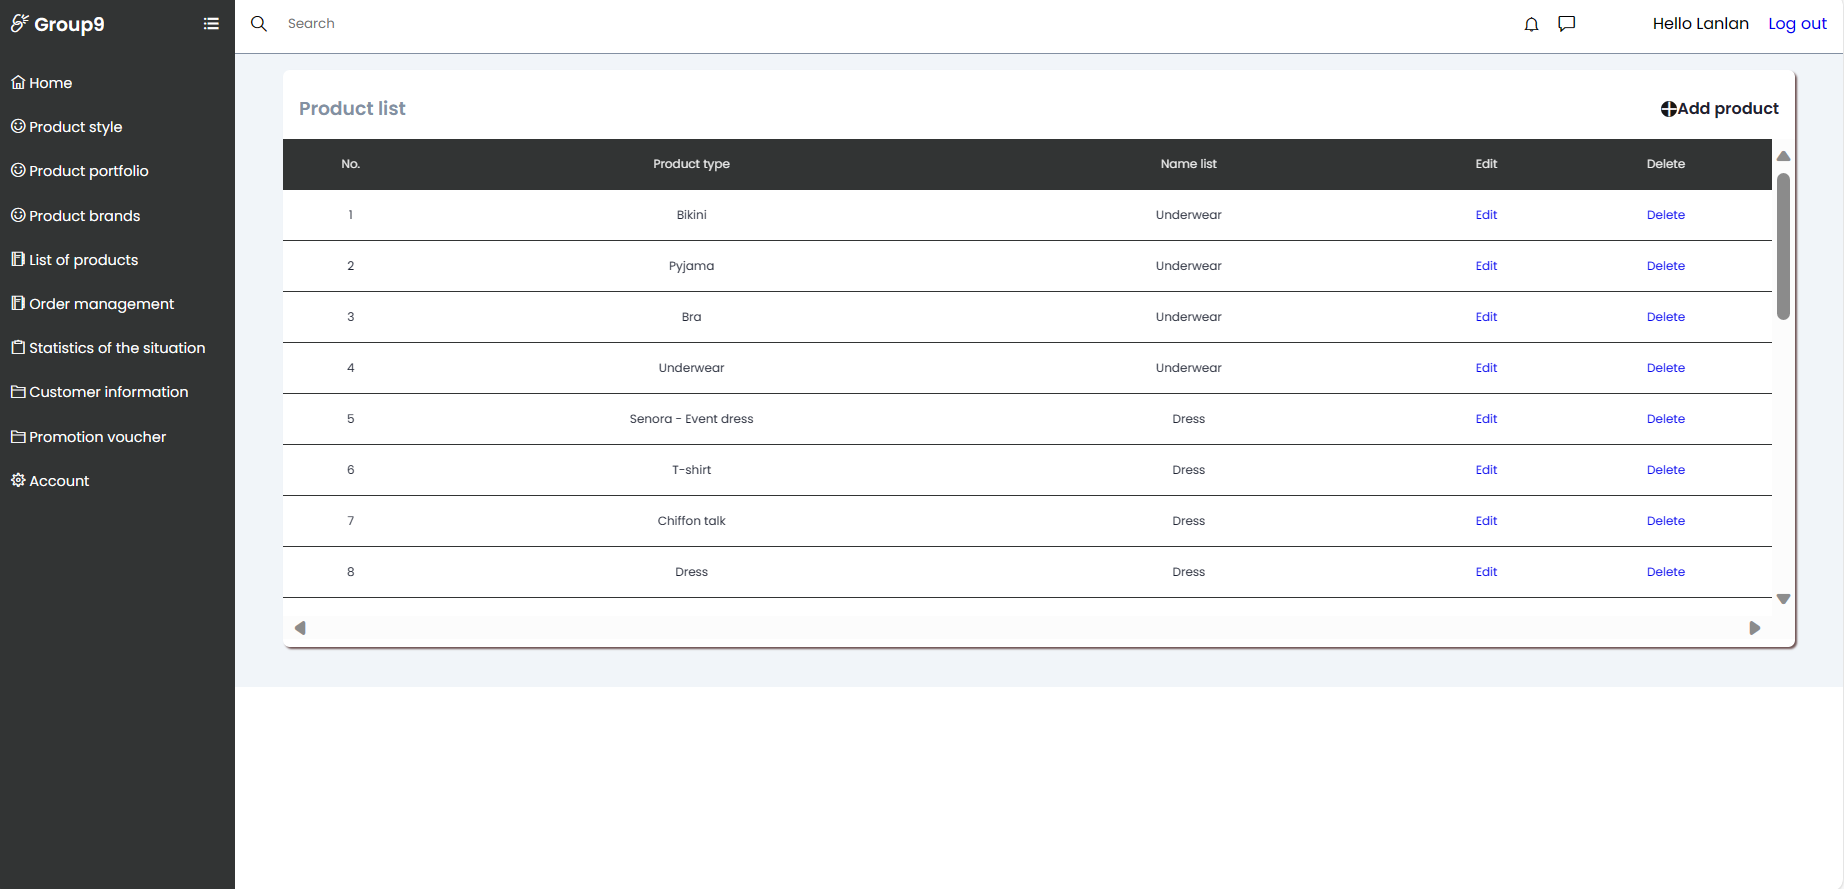 Group9
Search
Hello Lanlan Log out
Home
Product style
Product portfolio
Product brands
List of products
Order management
Statistics of the situation
Customer information
Promotion voucher
Account
Product list
Add product
No. Product type Name list Edit Delete
1 Bikini Underwear Edit Delete
2 Pyjama Underwear Edit Delete
3 Bra Underwear Edit Delete
4 Underwear Underwear Edit Delete
5 Senora - Event dress Dress Edit Delete
6 T-shirt Dress Edit Delete
7 Chiffon talk Dress Edit Delete
8 Dress Dress Edit Delete